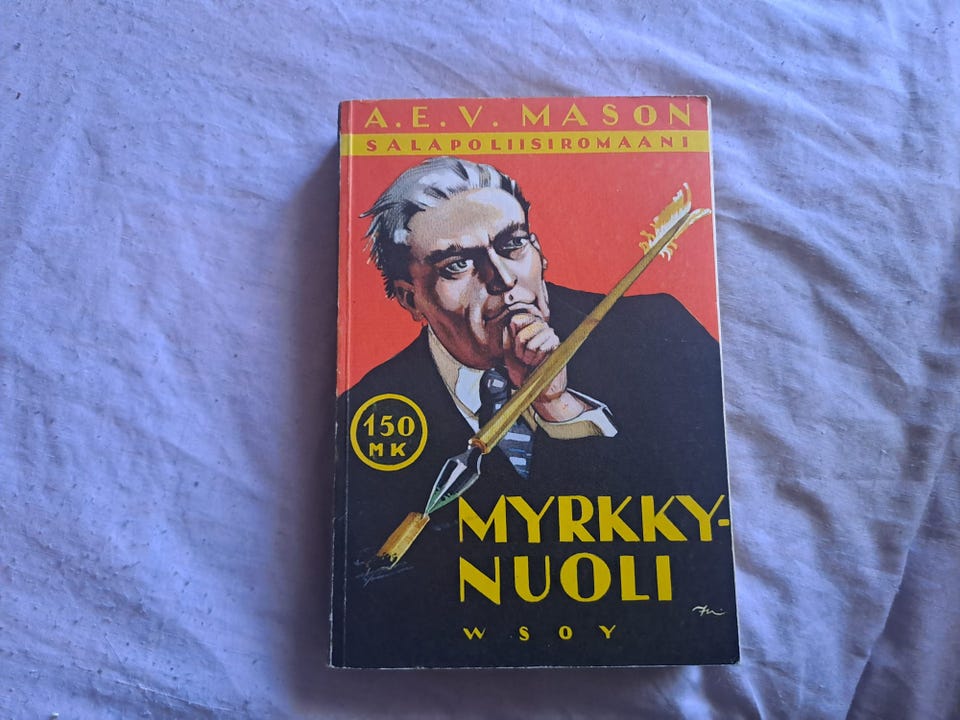 A.E.V. MASON
SALAPOLIISIROMAANI
150
MK
MYRKKY-
NUOLI
WSOY